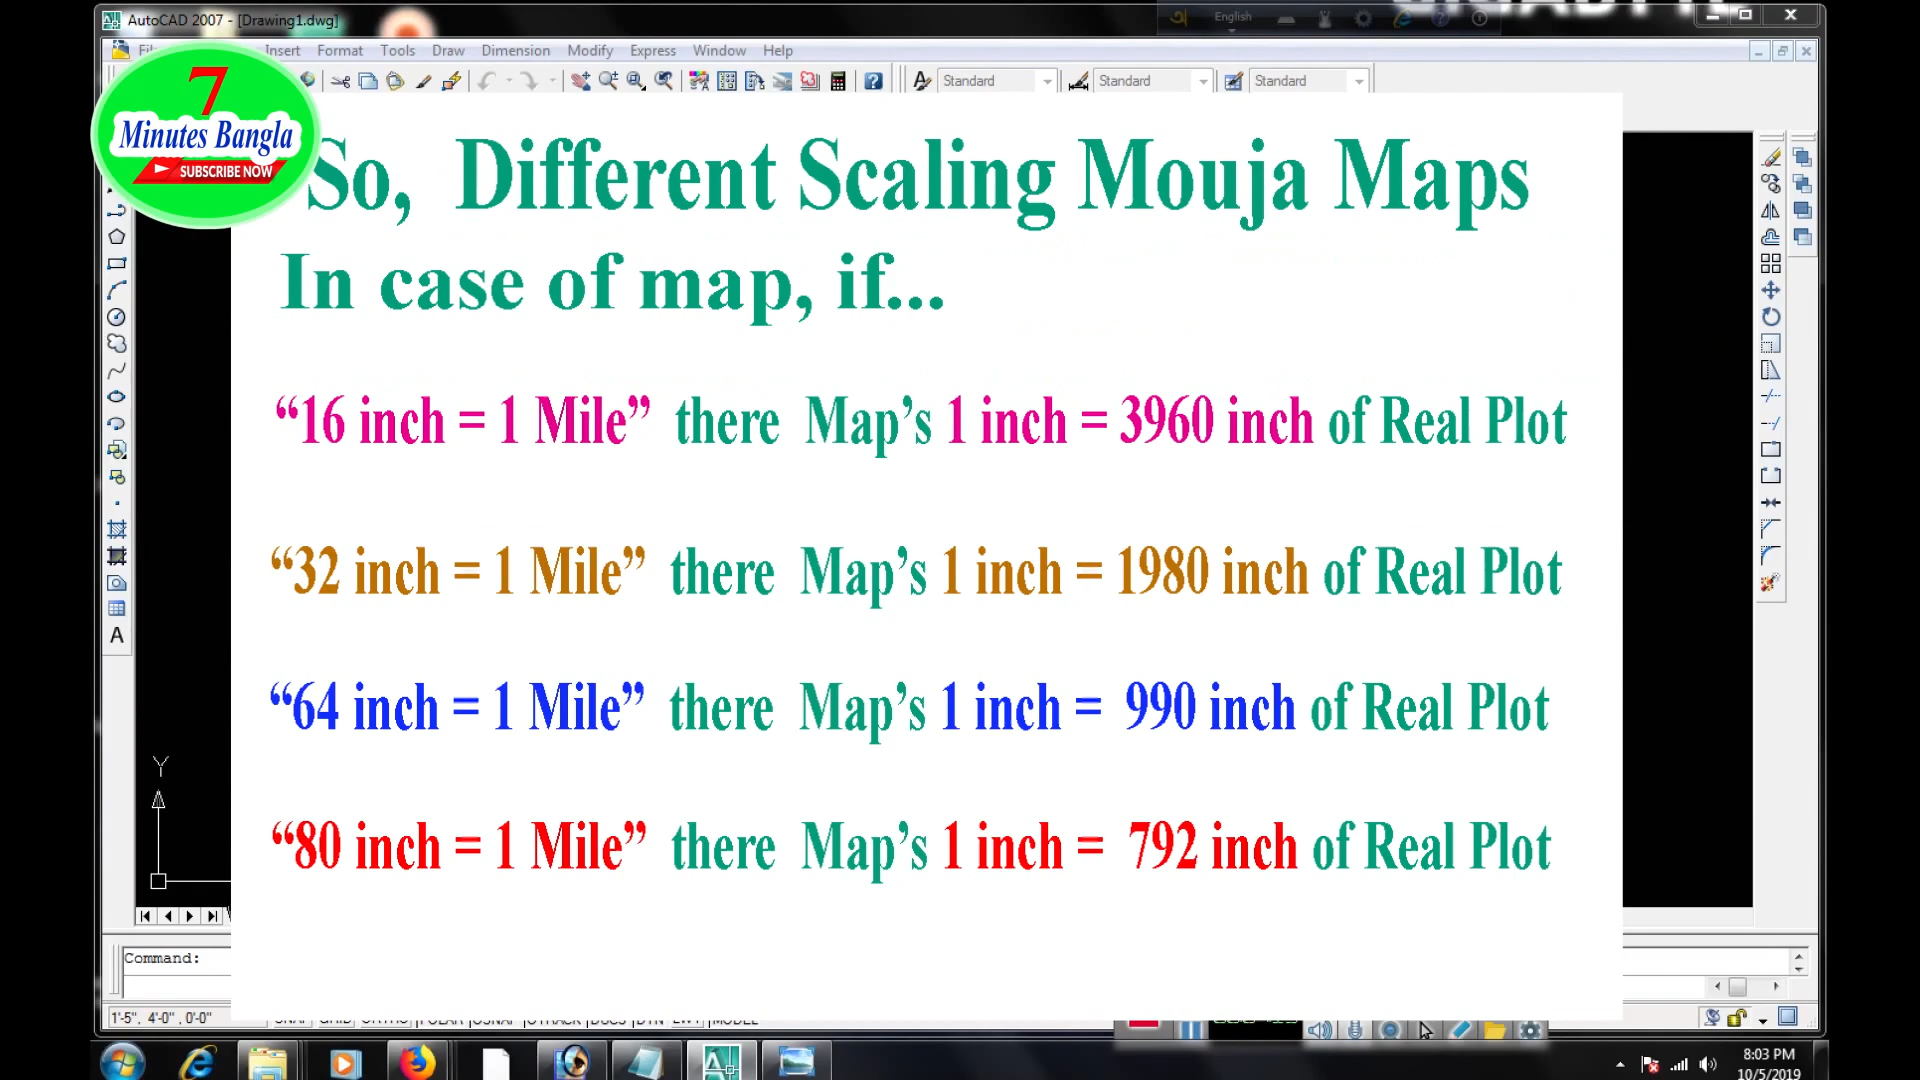 AutoCAD 2007 - [Drawing1.dwg]
English
Insert Format Tools Draw Dimension Modify Express Window Help
Standard Standard Standard
7
Minutes Bangla
SUBSCRIBE NOW
So, Different Scaling Mouja Maps
In case of map, if...
“16 inch = 1 Mile” there Map’s 1 inch = 3960 inch of Real Plot
“32 inch = 1 Mile” there Map’s 1 inch = 1980 inch of Real Plot
“64 inch = 1 Mile” there Map’s 1 inch = 990 inch of Real Plot
“80 inch = 1 Mile” there Map’s 1 inch = 792 inch of Real Plot
A
Y
Command:
1'-5", 4'-0" , 0'-0"
8:03 PM
10/5/2019